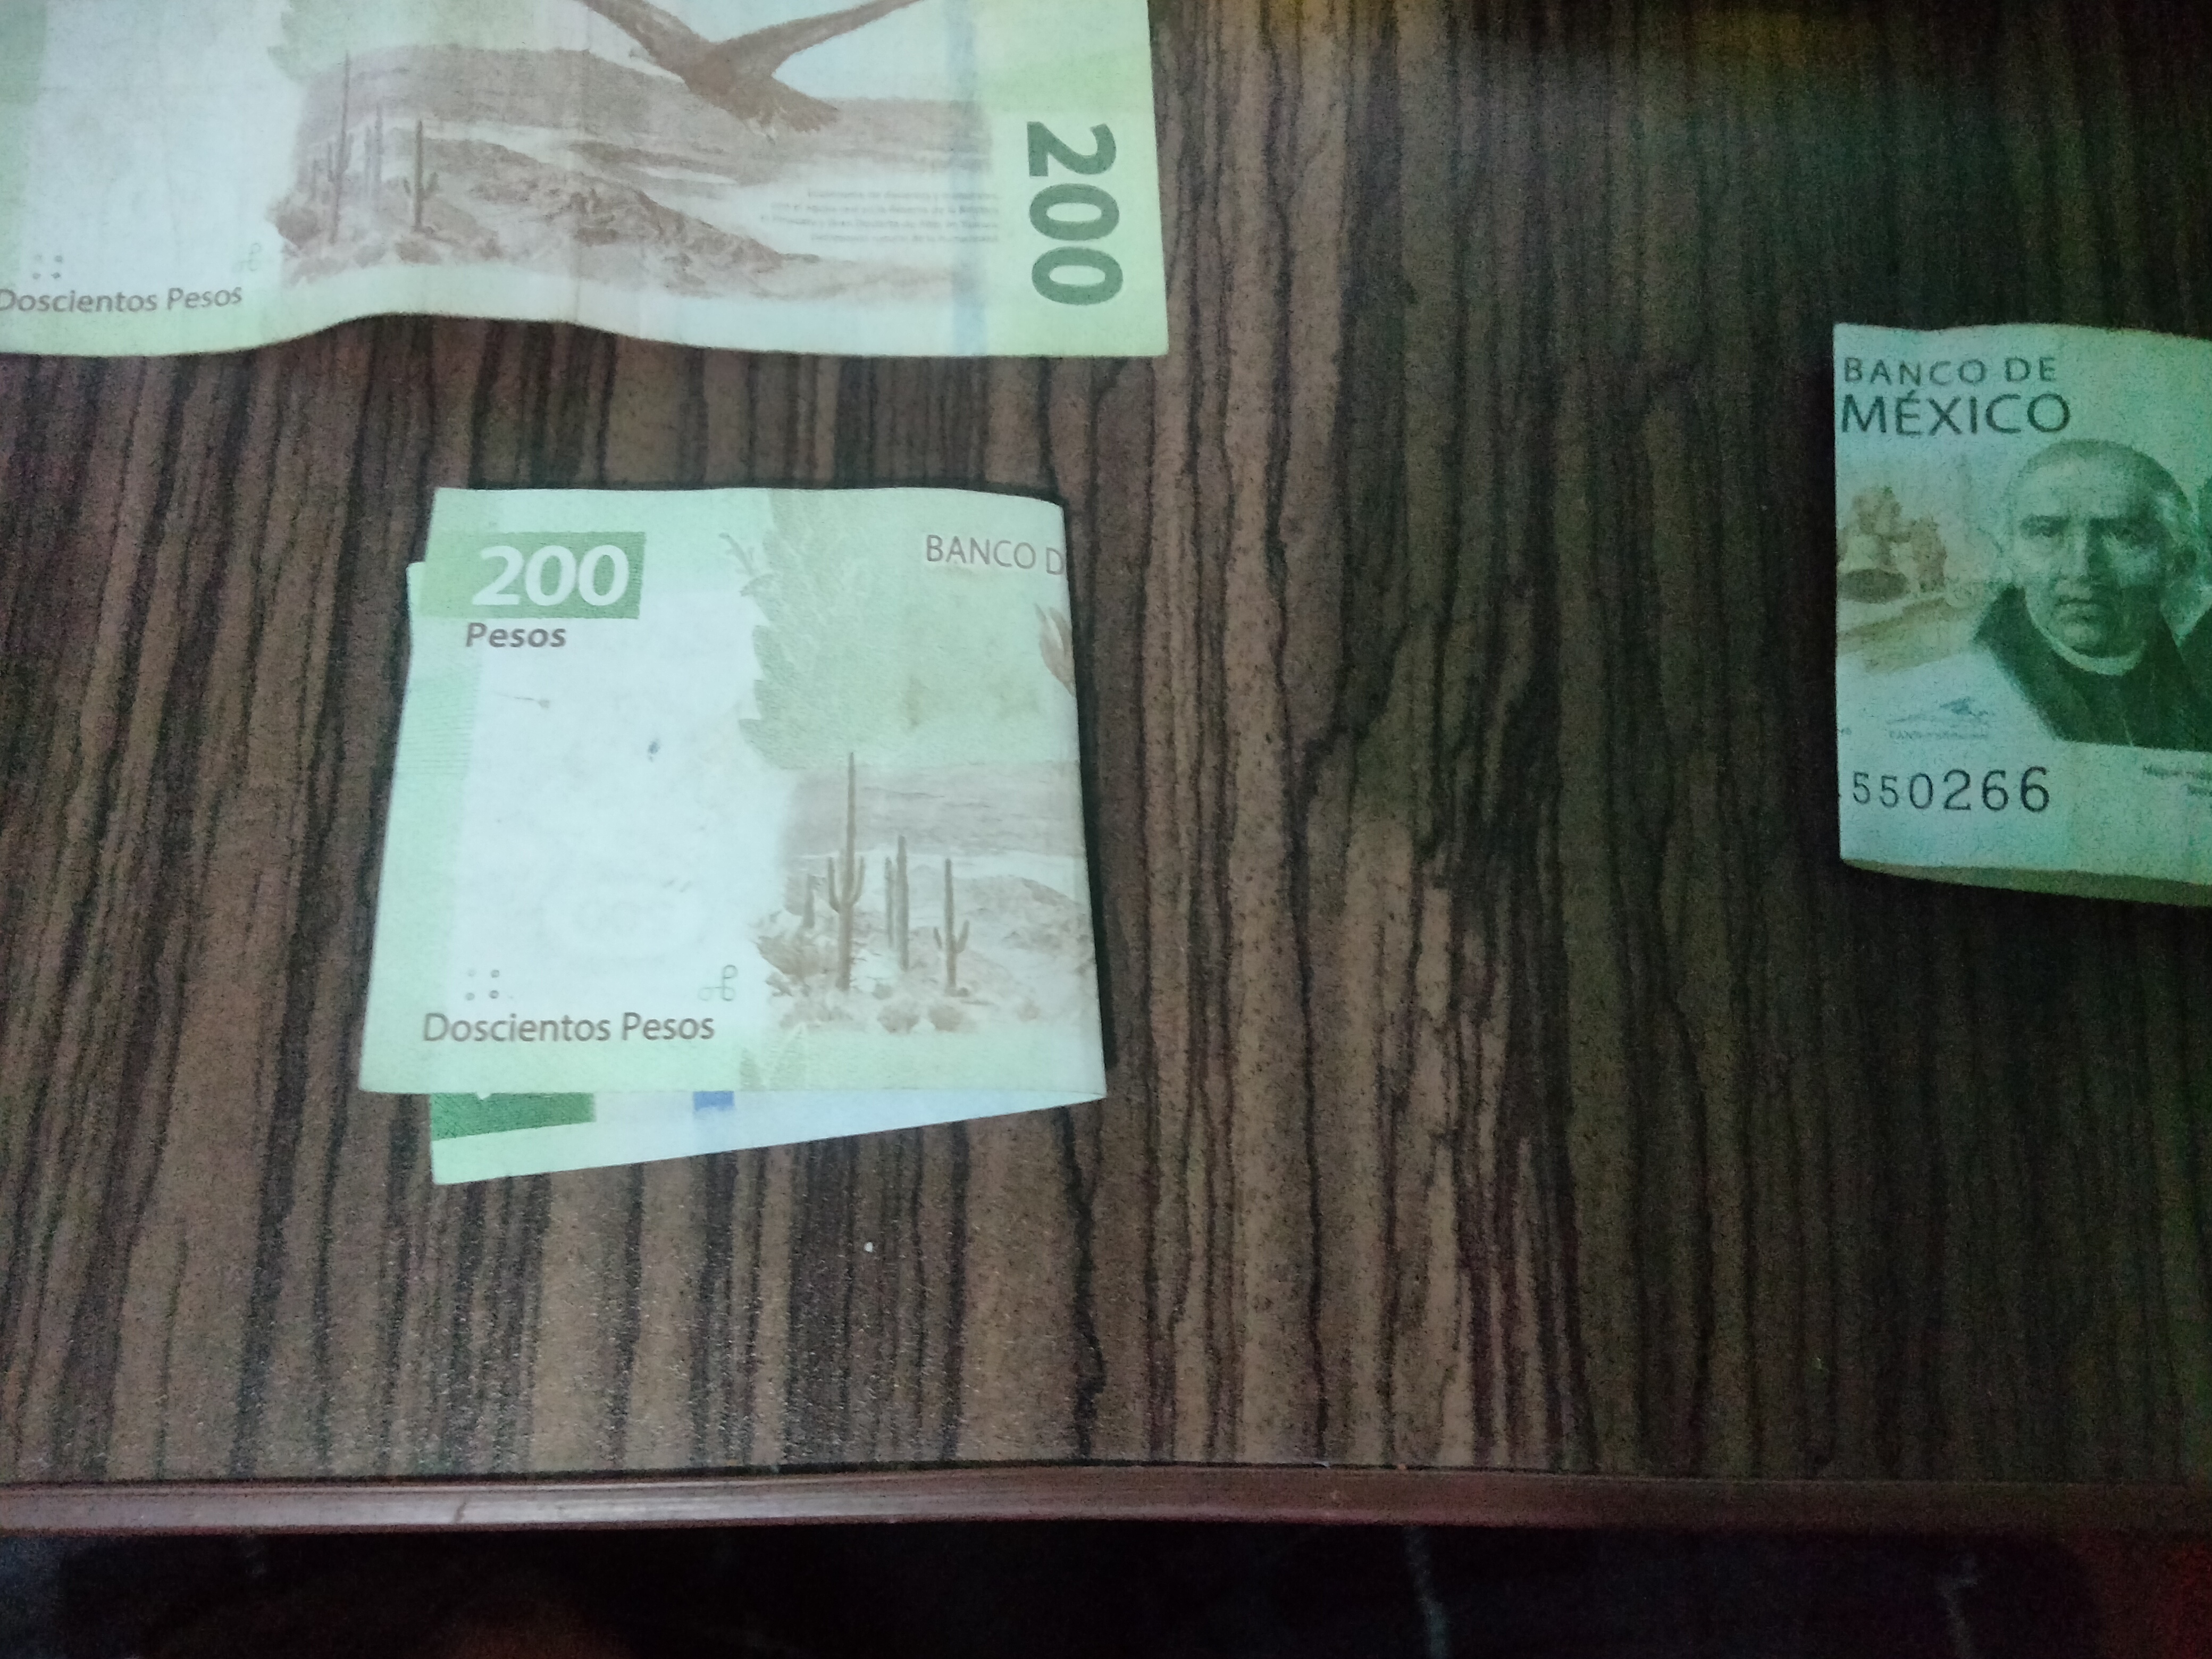 200
Doscientos Pesos
BANCO DE
MÉXICO
550266
200
Pesos
BANCO D
Doscientos Pesos